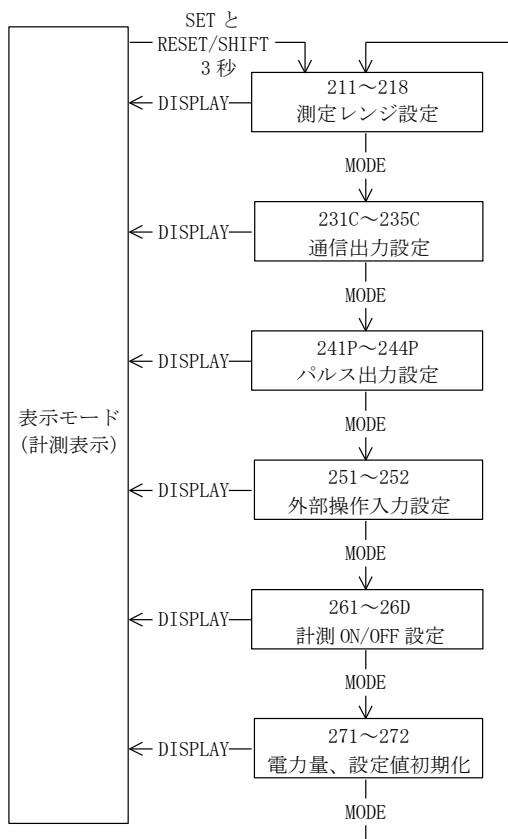 SET と
RESET/SHIFT
3 秒
211～218
測定レンジ設定
DISPLAY
MODE
231C～235C
通信出力設定
DISPLAY
MODE
241P～244P
パルス出力設定
DISPLAY
MODE
表示モード
(計測表示)
251～252
外部操作入力設定
DISPLAY
MODE
261～26D
計測 ON/OFF 設定
DISPLAY
MODE
271～272
電力量、設定値初期化
DISPLAY
MODE